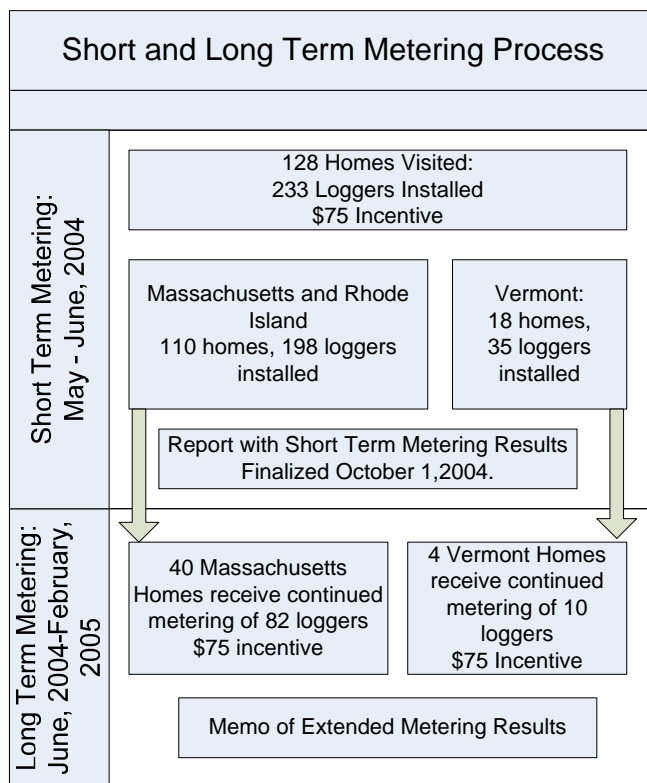 Short and Long Term Metering Process
Short Term Metering:
May - June, 2004
128 Homes Visited:
233 Loggers Installed
$75 Incentive
Massachusetts and Rhode
Island
110 homes, 198 loggers
installed
Vermont:
18 homes,
35 loggers
installed
Report with Short Term Metering Results
Finalized October 1,2004.
Long Term Metering:
June, 2004-February,
2005
40 Massachusetts
Homes receive continued
metering of 82 loggers
$75 incentive
4 Vermont Homes
receive continued
metering of 10
loggers
$75 Incentive
Memo of Extended Metering Results